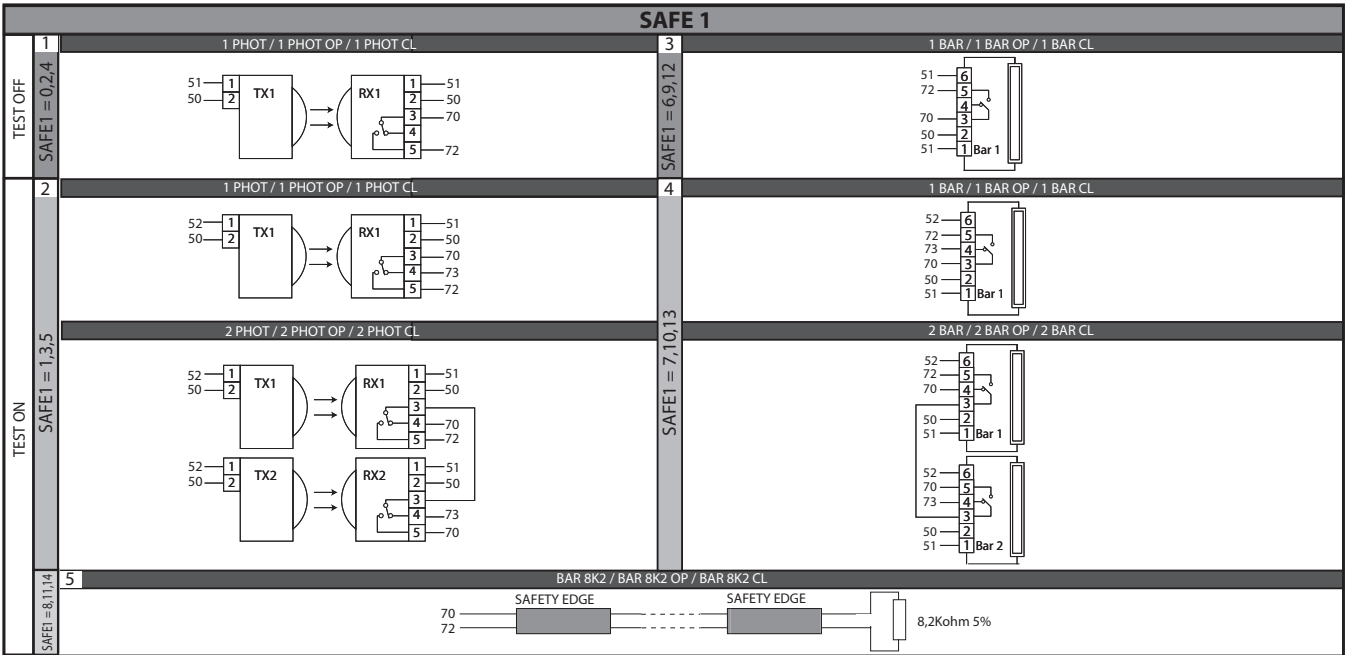 SAFE 1
TEST OFF
SAFE1 = 0,2,4
1
1 PHOT / 1 PHOT OP / 1 PHOT CL
51 1 TX1 RX1 1 51
50 2 2 50
3 70
4
5 72
SAFE1 = 6,9,12
3
1 BAR / 1 BAR OP / 1 BAR CL
51 6
72 5
4
70 3
50 2
51 1 Bar 1
TEST ON
SAFE1 = 1,3,5
2
1 PHOT / 1 PHOT OP / 1 PHOT CL
52 1 TX1 RX1 1 51
50 2 2 50
3 70
4 73
5 72
SAFE1 = 7,10,13
4
1 BAR / 1 BAR OP / 1 BAR CL
52 6
72 5
73 4
70 3
50 2
51 1 Bar 1
2 PHOT / 2 PHOT OP / 2 PHOT CL
52 1 TX1 RX1 1 51
50 2 2 50
3
4 70
5 72
52 1 TX2 RX2 1 51
50 2 2 50
3
4 73
5 70
2 BAR / 2 BAR OP / 2 BAR CL
52 6
72 5
70 4
3
50 2
51 1 Bar 1
52 6
70 5
73 4
3
50 2
51 1 Bar 2
SAFE1 = 8,11,14
5
BAR 8K2 / BAR 8K2 OP / BAR 8K2 CL
SAFETY EDGE SAFETY EDGE
70
72
8,2Kohm 5%